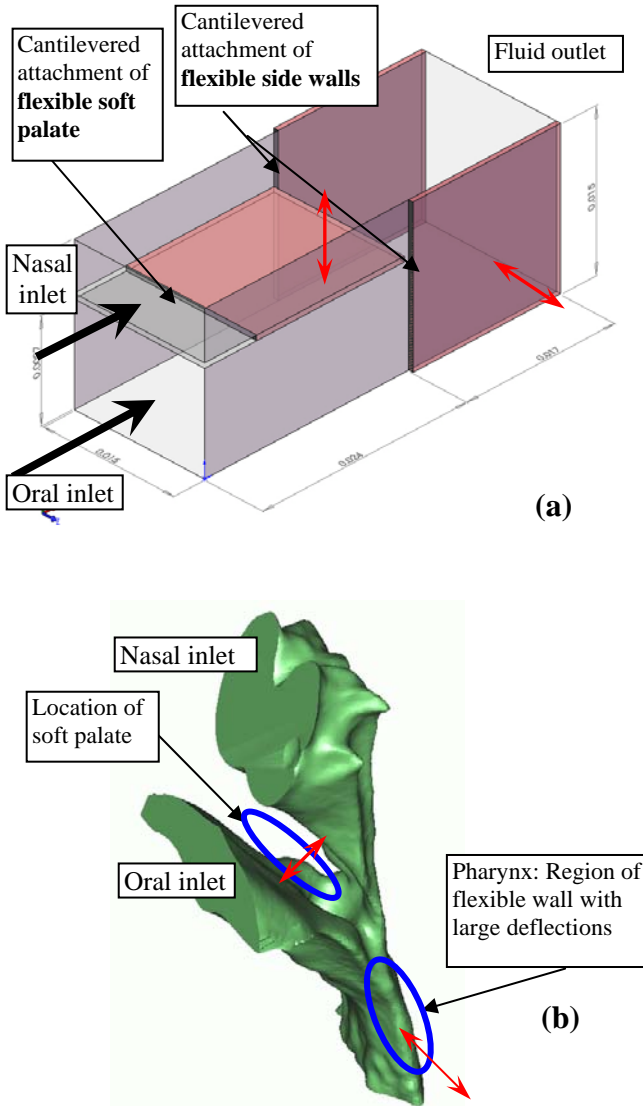 Cantilevered
attachment of
flexible soft
palate
Cantilevered
attachment of
flexible side walls
Fluid outlet
Nasal
inlet
Oral inlet
0.015
0.024
0.017
0.015
(a)
Nasal inlet
Location of
soft palate
Oral inlet
Pharynx: Region of
flexible wall with
large deflections
(b)